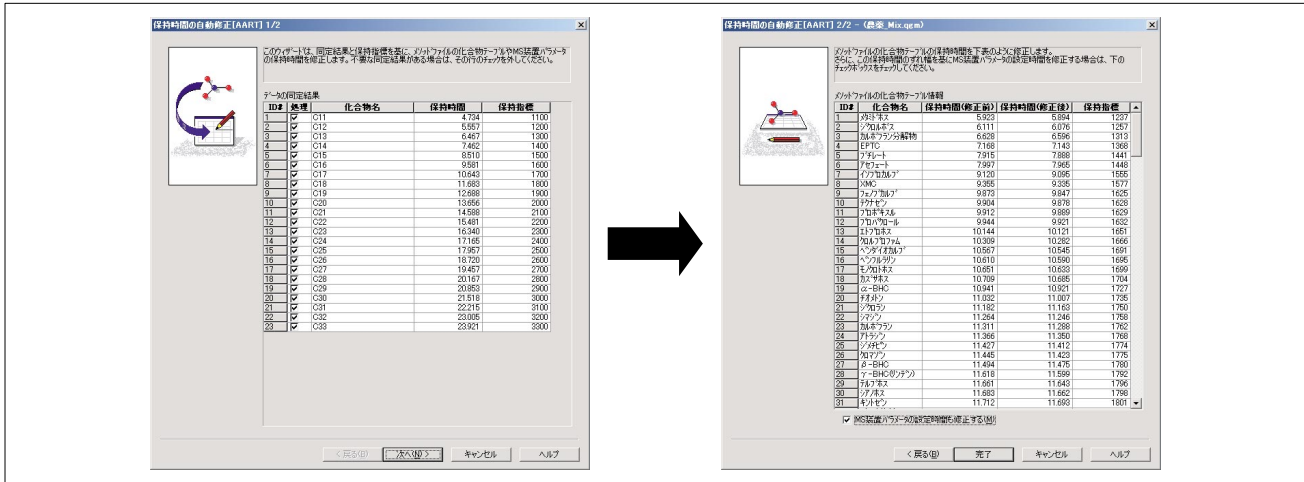 保持時間の自動修正[AART] 1/2
このウィザードは、同定結果と保持指標を基に、メソッドファイルの化合物テーブルやMS装置パラメータ
の保持時間を修正します。不要な同定結果がある場合は、その行のチェックを外してください。
データの同定結果
ID# 処理 化合物名 保持時間 保持指標
1 C11 4.734 1100
2 C12 5.557 1200
3 C13 6.467 1300
4 C14 7.462 1400
5 C15 8.510 1500
6 C16 9.581 1600
7 C17 10.643 1700
8 C18 11.683 1800
9 C19 12.688 1900
10 C20 13.656 2000
11 C21 14.588 2100
12 C22 15.481 2200
13 C23 16.340 2300
14 C24 17.165 2400
15 C25 17.957 2500
16 C26 18.720 2600
17 C27 19.457 2700
18 C28 20.167 2800
19 C29 20.853 2900
20 C30 21.518 3000
21 C31 22.215 3100
22 C32 23.005 3200
23 C33 23.921 3300
< 戻る(B) 次へ(N) > キャンセル ヘルプ
保持時間の自動修正[AART] 2/2 - (農薬_Mix.qgm)
メソッドファイルの化合物テーブルの保持時間を下表のように修正します。
さらに、この保持時間のずれ幅を基にMS装置パラメータの設定時間を修正する場合は、下の
チェックボックスをチェックしてください。
メソッドファイルの化合物テーブル情報
ID# 化合物名 保持時間(修正前) 保持時間(修正後) 保持指標
1 メタミドホス 5.923 5.894 1237
2 ジクロルボス 6.111 6.076 1257
3 カルボフラン分解物 6.628 6.596 1313
4 EPTC 7.168 7.143 1368
5 ブチレート 7.915 7.888 1441
6 アセフェート 7.997 7.965 1448
7 イソプロカルブ 9.120 9.095 1555
8 XMC 9.355 9.335 1577
9 フェノブカルブ 9.873 9.847 1625
10 テクナゼン 9.904 9.878 1628
11 プロポキスル 9.912 9.889 1629
12 プロパクロール 9.944 9.921 1632
13 エトプロホス 10.144 10.121 1651
14 クロルプロファム 10.309 10.282 1666
15 ベンダイオカルブ 10.567 10.545 1691
16 ベンフルラリン 10.610 10.590 1695
17 モノクロトホス 10.651 10.633 1699
18 カズサホス 10.709 10.685 1704
19 α-BHC 10.941 10.921 1727
20 チオメトン 11.032 11.007 1735
21 ジクロラン 11.182 11.163 1750
22 シマジン 11.264 11.246 1758
23 カルボフラン 11.311 11.288 1762
24 アトラジン 11.366 11.350 1768
25 ジメチピン 11.427 11.412 1774
26 クロマゾン 11.445 11.423 1775
27 β-BHC 11.494 11.475 1780
28 γ-BHC(リンデン) 11.618 11.599 1792
29 テルブホス 11.661 11.643 1796
30 シアノホス 11.683 11.662 1798
31 キントゼン 11.712 11.693 1801
MS装置パラメータの設定時間も修正する(M)
< 戻る(B) 完了 キャンセル ヘルプ